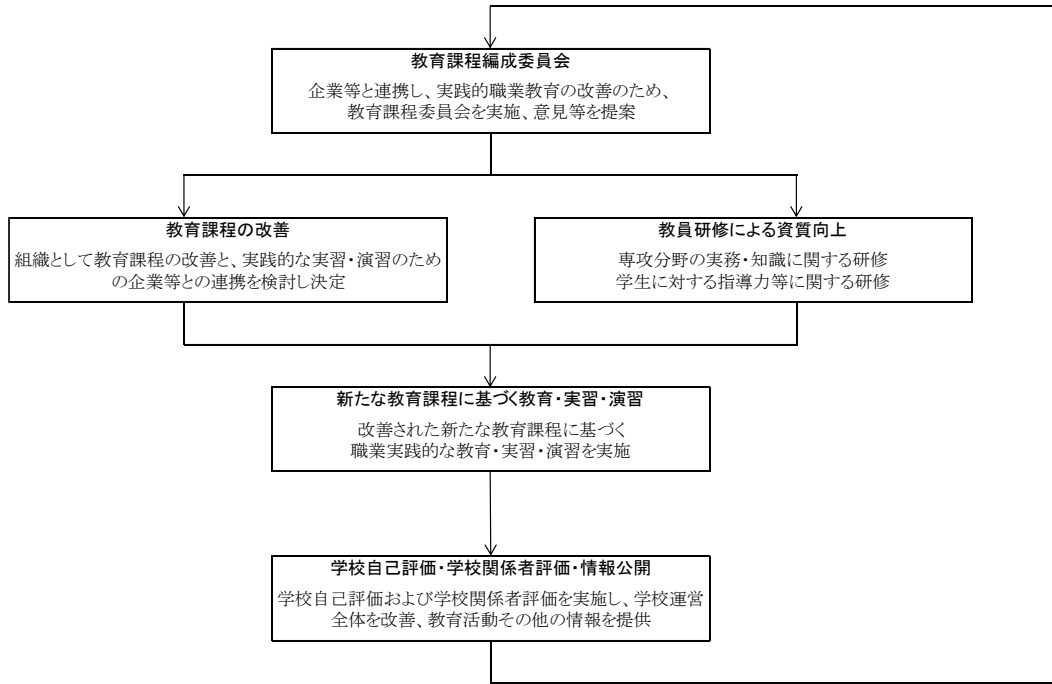 教育課程編成委員会
企業等と連携し、実践的職業教育の改善のため、
教育課程委員会を実施、意見等を提案
教育課程の改善
組織として教育課程の改善と、実践的な実習・演習のため
の企業等との連携を検討し決定
教員研修による資質向上
専攻分野の実務・知識に関する研修
学生に対する指導力等に関する研修
新たな教育課程に基づく教育・実習・演習
改善された新たな教育課程に基づく
職業実践的な教育・実習・演習を実施
学校自己評価・学校関係者評価・情報公開
学校自己評価および学校関係者評価を実施し、学校運営
全体を改善、教育活動その他の情報を提供